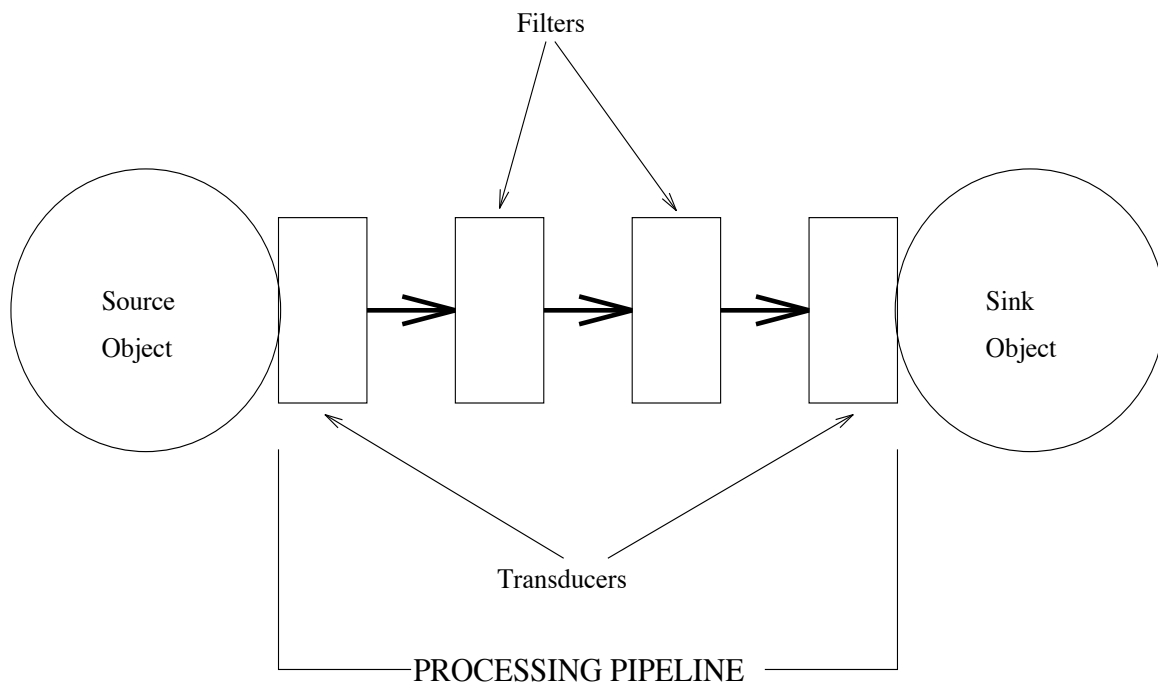 Filters
Source
Object
Sink
Object
Transducers
PROCESSING PIPELINE